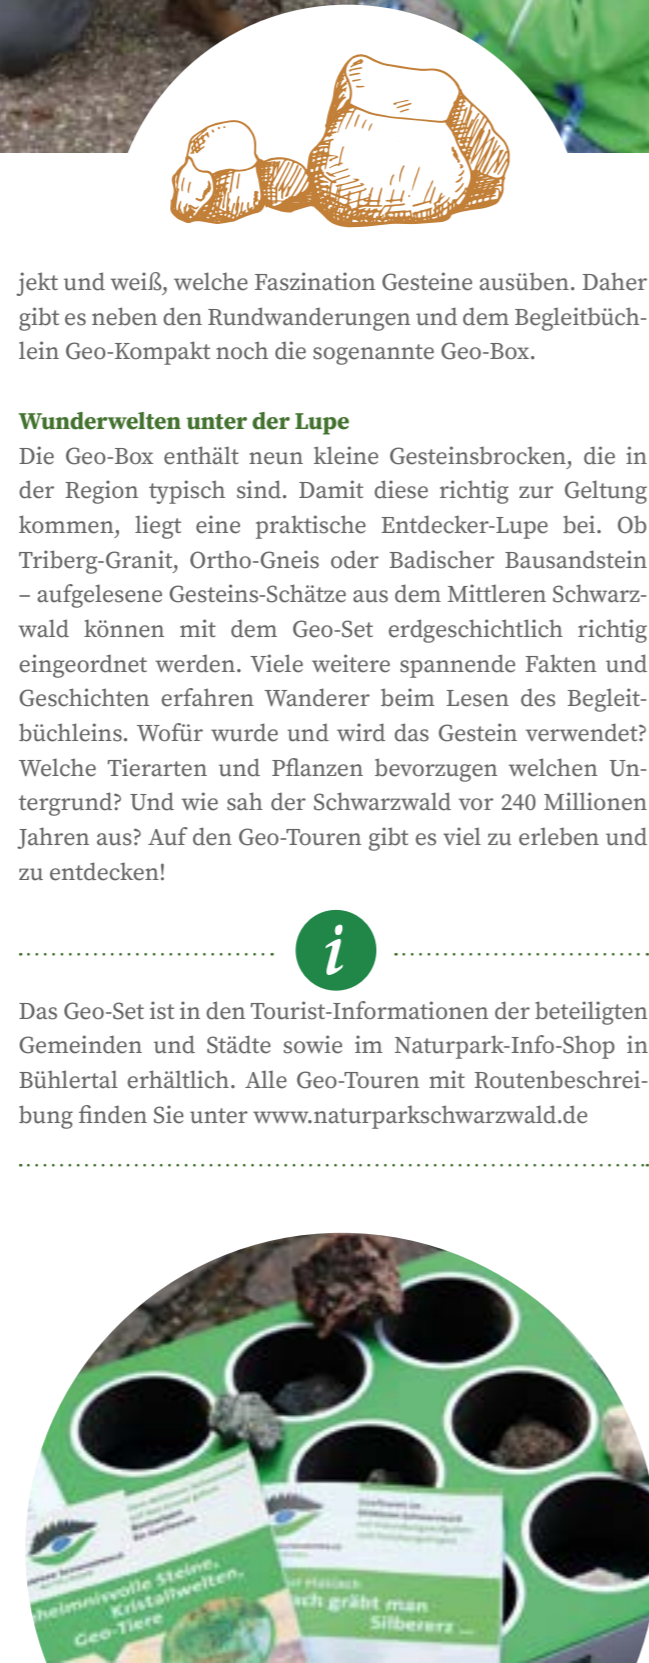 jekt und weiß, welche Faszination Gesteine ausüben. Daher
gibt es neben den Rundwanderungen und dem Begleitbüch-
lein Geo-Kompakt noch die sogenannte Geo-Box.
Wunderwelten unter der Lupe
Die Geo-Box enthält neun kleine Gesteinsbrocken, die in
der Region typisch sind. Damit diese richtig zur Geltung
kommen, liegt eine praktische Entdecker-Lupe bei. Ob
Triberg-Granit, Ortho-Gneis oder Badischer Bausandstein
– aufgelesene Gesteins-Schätze aus dem Mittleren Schwarz-
wald können mit dem Geo-Set erdgeschichtlich richtig
eingeordnet werden. Viele weitere spannende Fakten und
Geschichten erfahren Wanderer beim Lesen des Begleit-
büchleins. Wofür wurde und wird das Gestein verwendet?
Welche Tierarten und Pflanzen bevorzugen welchen Un-
tergrund? Und wie sah der Schwarzwald vor 240 Millionen
Jahren aus? Auf den Geo-Touren gibt es viel zu erleben und
zu entdecken!
i
Das Geo-Set ist in den Tourist-Informationen der beteiligten
Gemeinden und Städte sowie im Naturpark-Info-Shop in
Bühlertal erhältlich. Alle Geo-Touren mit Routenbeschrei-
bung finden Sie unter www.naturparkschwarzwald.de
heimnisvolle Steine,
Kristallwelten,
Geo-Tiere
ach gräbt man
Silbererz ...